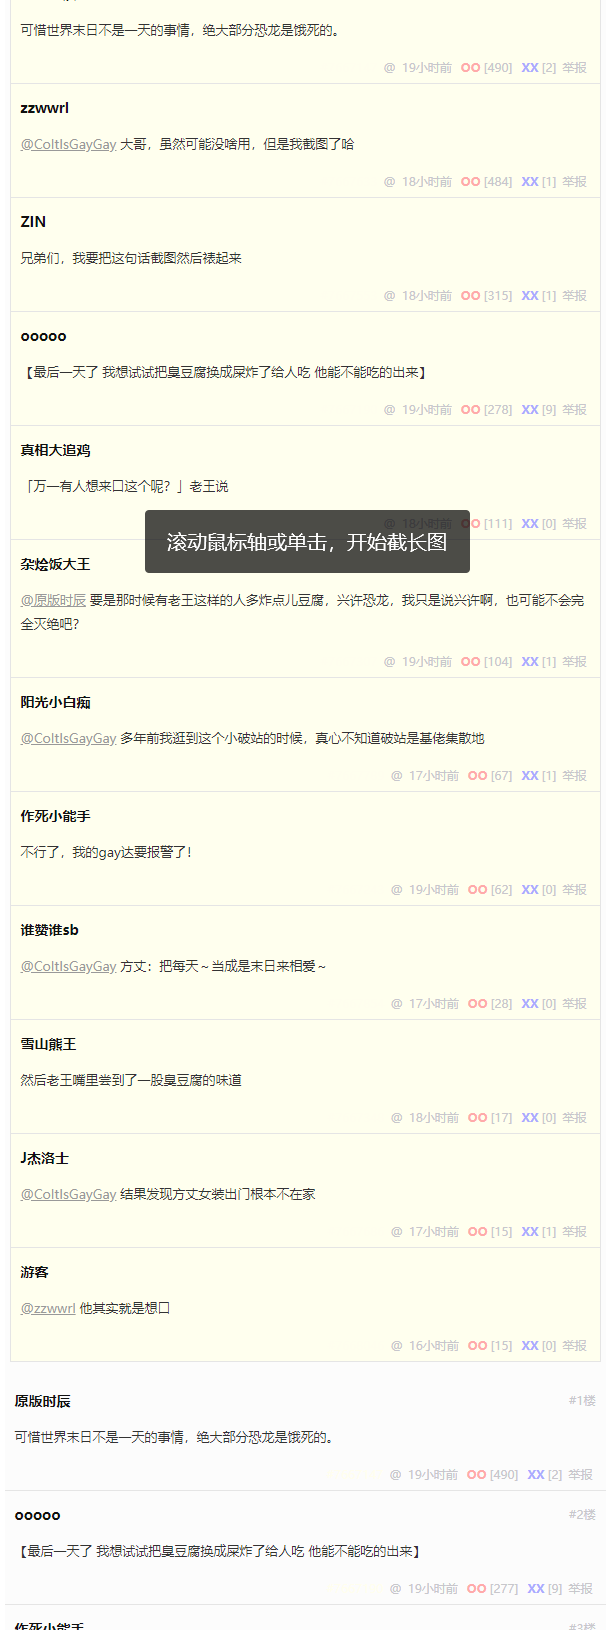 可惜世界末日不是一天的事情，绝大部分恐龙是饿死的。
@ 19小时前 OO [490] XX [2] 举报
zzwwrl
@ColtIsGayGay 大哥，虽然可能没啥用，但是我截图了哈
@ 18小时前 OO [484] XX [1] 举报
ZIN
兄弟们，我要把这句话截图然后裱起来
@ 18小时前 OO [315] XX [1] 举报
ooooo
【最后一天了 我想试试把臭豆腐换成屎炸了给人吃 他能不能吃的出来】
@ 19小时前 OO [278] XX [9] 举报
真相大追鸡
「万一有人想来口这个呢？」老王说
@ 18小时前 OO [111] XX [0] 举报
滚动鼠标轴或单击，开始截长图
杂烩饭大王
@原版时辰 要是那时候有老王这样的人多炸点儿豆腐，兴许恐龙，我只是说兴许啊，也可能不会完
全灭绝吧？
@ 19小时前 OO [104] XX [1] 举报
阳光小白痴
@ColtIsGayGay 多年前我逛到这个小破站的时候，真心不知道破站是基佬集散地
@ 17小时前 OO [67] XX [1] 举报
作死小能手
不行了，我的gay达要报警了！
@ 19小时前 OO [62] XX [0] 举报
谁赞谁sb
@ColtIsGayGay 方丈：把每天～当成是末日来相爱～
@ 17小时前 OO [28] XX [0] 举报
雪山熊王
然后老王嘴里尝到了一股臭豆腐的味道
@ 18小时前 OO [17] XX [0] 举报
J杰洛士
@ColtIsGayGay 结果发现方丈女装出门根本不在家
@ 17小时前 OO [15] XX [1] 举报
游客
@zzwwrl 他其实就是想口
@ 16小时前 OO [15] XX [0] 举报
原版时辰 #1楼
可惜世界末日不是一天的事情，绝大部分恐龙是饿死的。
@ 19小时前 OO [490] XX [2] 举报
ooooo #2楼
【最后一天了 我想试试把臭豆腐换成屎炸了给人吃 他能不能吃的出来】
@ 19小时前 OO [277] XX [9] 举报
作死小能手 #3楼